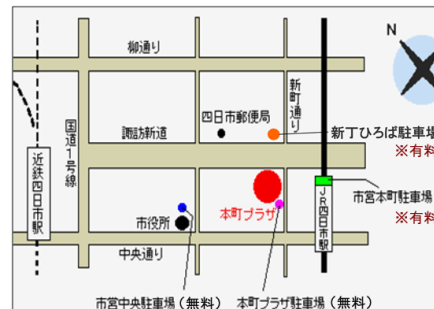 N
柳通り
四日市郵便局
新町通り
諏訪新道
新丁ひろば駐車場
※有料
国道1号線
近鉄四日市駅
本町プラザ
JR四日市駅
市営本町駐車場
※有料
市役所
中央通り
市営中央駐車場(無料)
本町プラザ駐車場(無料)